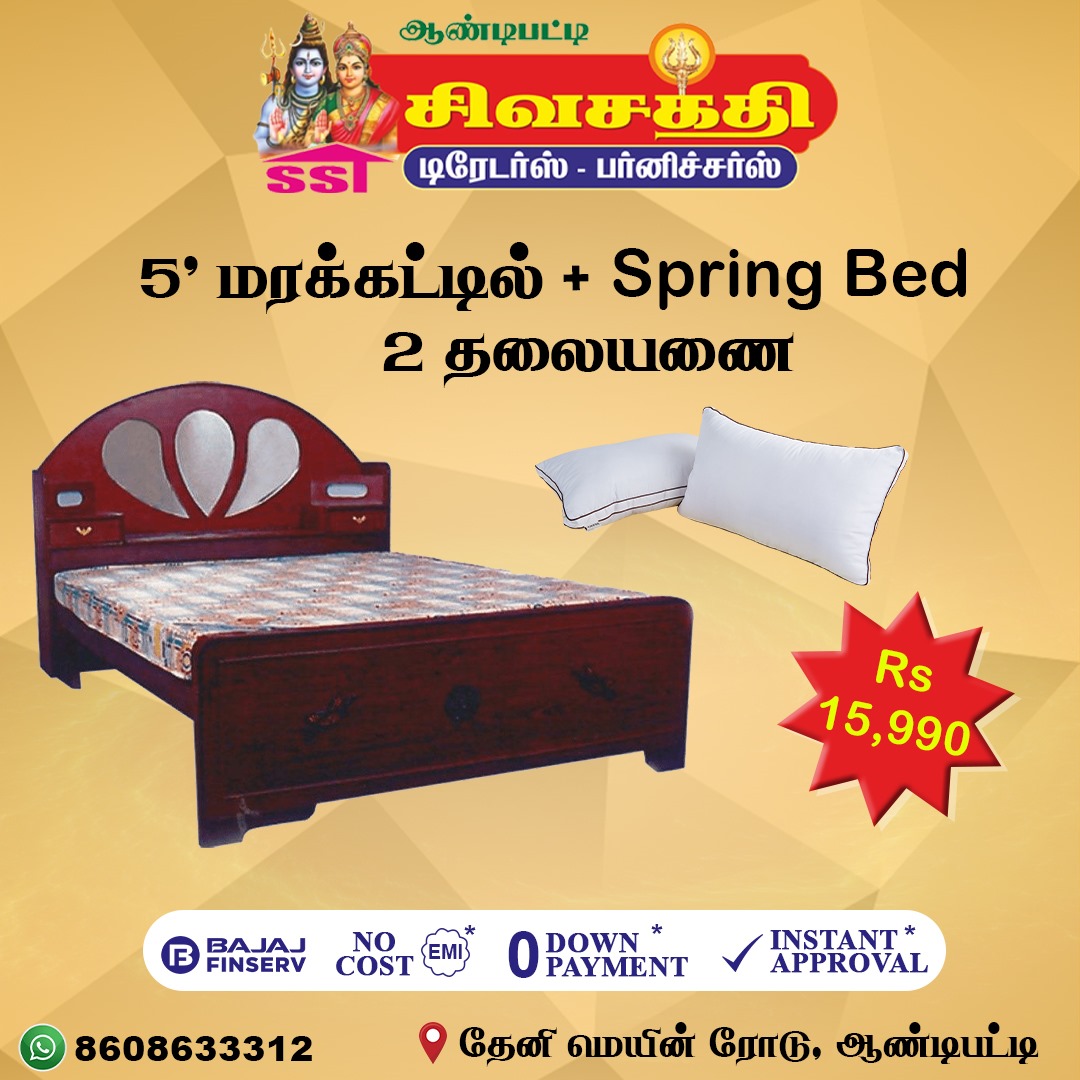 ஆண்டிபட்டி
சிவசக்தி
SST
டிரேடர்ஸ் - பர்னிச்சர்ஸ்
5' மரக்கட்டில் + Spring Bed
2 தலையணை
Rs
15,990
BAJAJ
FINSERV
NO
COST EMI*
0 DOWN *
PAYMENT
INSTANT *
APPROVAL
8608633312
தேனி மெயின் ரோடு, ஆண்டிபட்டி